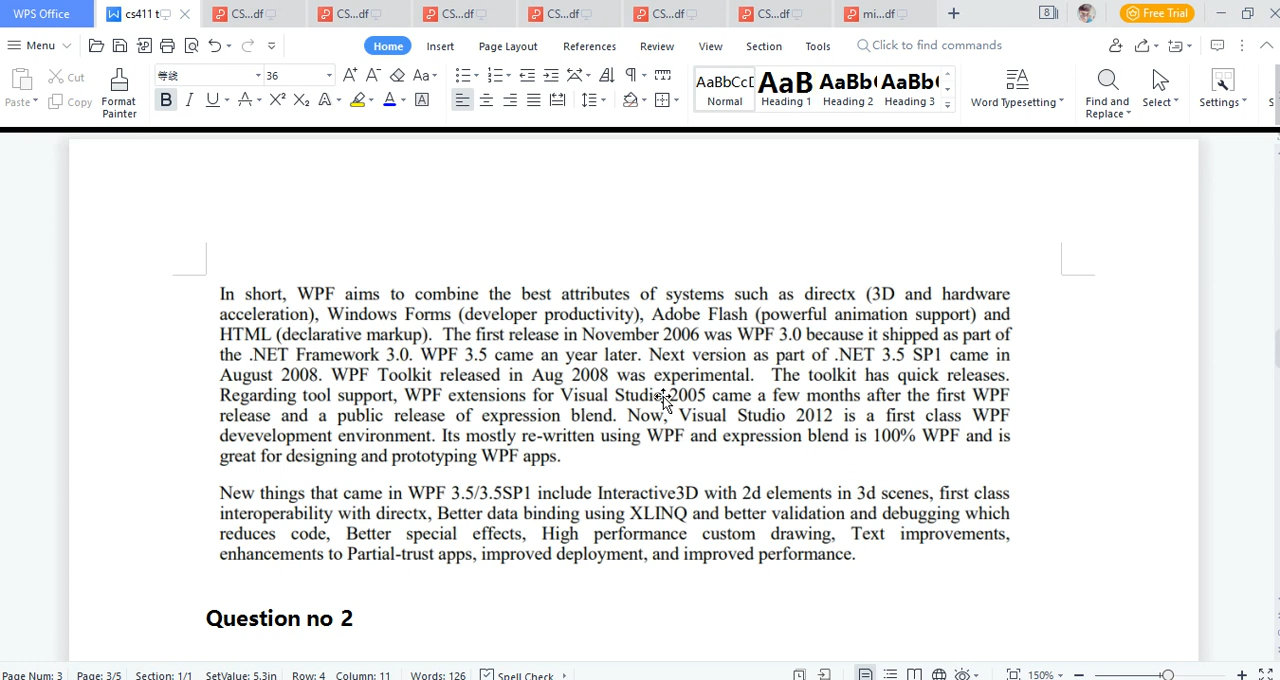 WPS Office cs411 t CS...df CS...df CS...df CS...df CS...df CS...df mi...df + Free Trial
Menu Home Insert Page Layout References Review View Section Tools Click to find commands
Paste Cut Copy Format Painter 等线 36 AaBbCcD AaB AaBb AaBb( Word Typesetting Find and Replace Select Settings
Normal Heading 1 Heading 2 Heading 3
In short, WPF aims to combine the best attributes of systems such as directx (3D and hardware
acceleration), Windows Forms (developer productivity), Adobe Flash (powerful animation support) and
HTML (declarative markup). The first release in November 2006 was WPF 3.0 because it shipped as part of
the .NET Framework 3.0. WPF 3.5 came an year later. Next version as part of .NET 3.5 SP1 came in
August 2008. WPF Toolkit released in Aug 2008 was experimental. The toolkit has quick releases.
Regarding tool support, WPF extensions for Visual Studio 2005 came a few months after the first WPF
release and a public release of expression blend. Now, Visual Studio 2012 is a first class WPF
devevelopment environment. Its mostly re-written using WPF and expression blend is 100% WPF and is
great for designing and prototyping WPF apps.
New things that came in WPF 3.5/3.5SP1 include Interactive3D with 2d elements in 3d scenes, first class
interoperability with directx, Better data binding using XLINQ and better validation and debugging which
reduces code, Better special effects, High performance custom drawing, Text improvements,
enhancements to Partial-trust apps, improved deployment, and improved performance.
Question no 2
Page Num: 3 Page: 3/5 Section: 1/1 SetValue: 5.3in Row: 4 Column: 11 Words: 126 Spell Check 150%